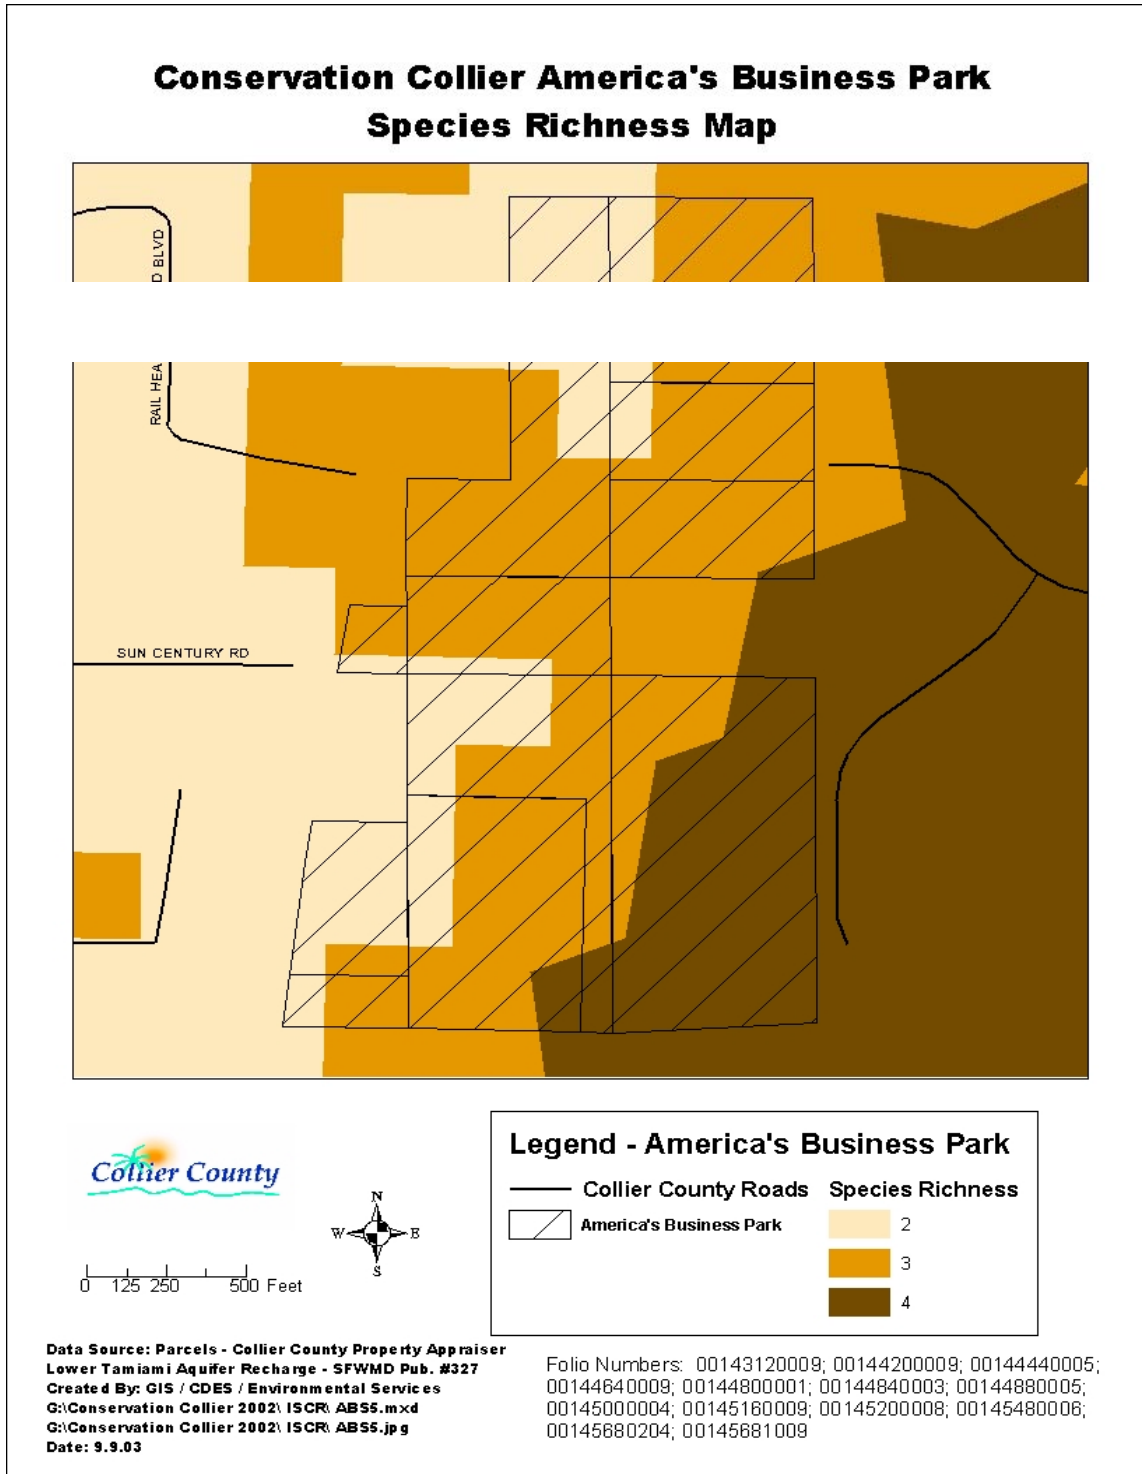 Conservation Collier America's Business Park
Species Richness Map
D BLVD
RAIL HEA
SUN CENTURY RD
Collier County
N
W E
S
0 125 250 500 Feet
Legend - America's Business Park
Collier County Roads Species Richness
America's Business Park
2
3
4
Data Source: Parcels - Collier County Property Appraiser
Lower Tamiami Aquifer Recharge - SFWMD Pub. #327
Created By: GIS / CDES / Environmental Services
G:\Conservation Collier 2002\ ISCR\ ABS5.mxd
G:\Conservation Collier 2002\ ISCR\ ABS5.jpg
Date: 9.9.03
Folio Numbers: 00143120009; 00144200009; 00144440005;
00144640009; 00144800001; 00144840003; 00144880005;
00145000004; 00145160009; 00145200008; 00145480006;
00145680204; 00145681009